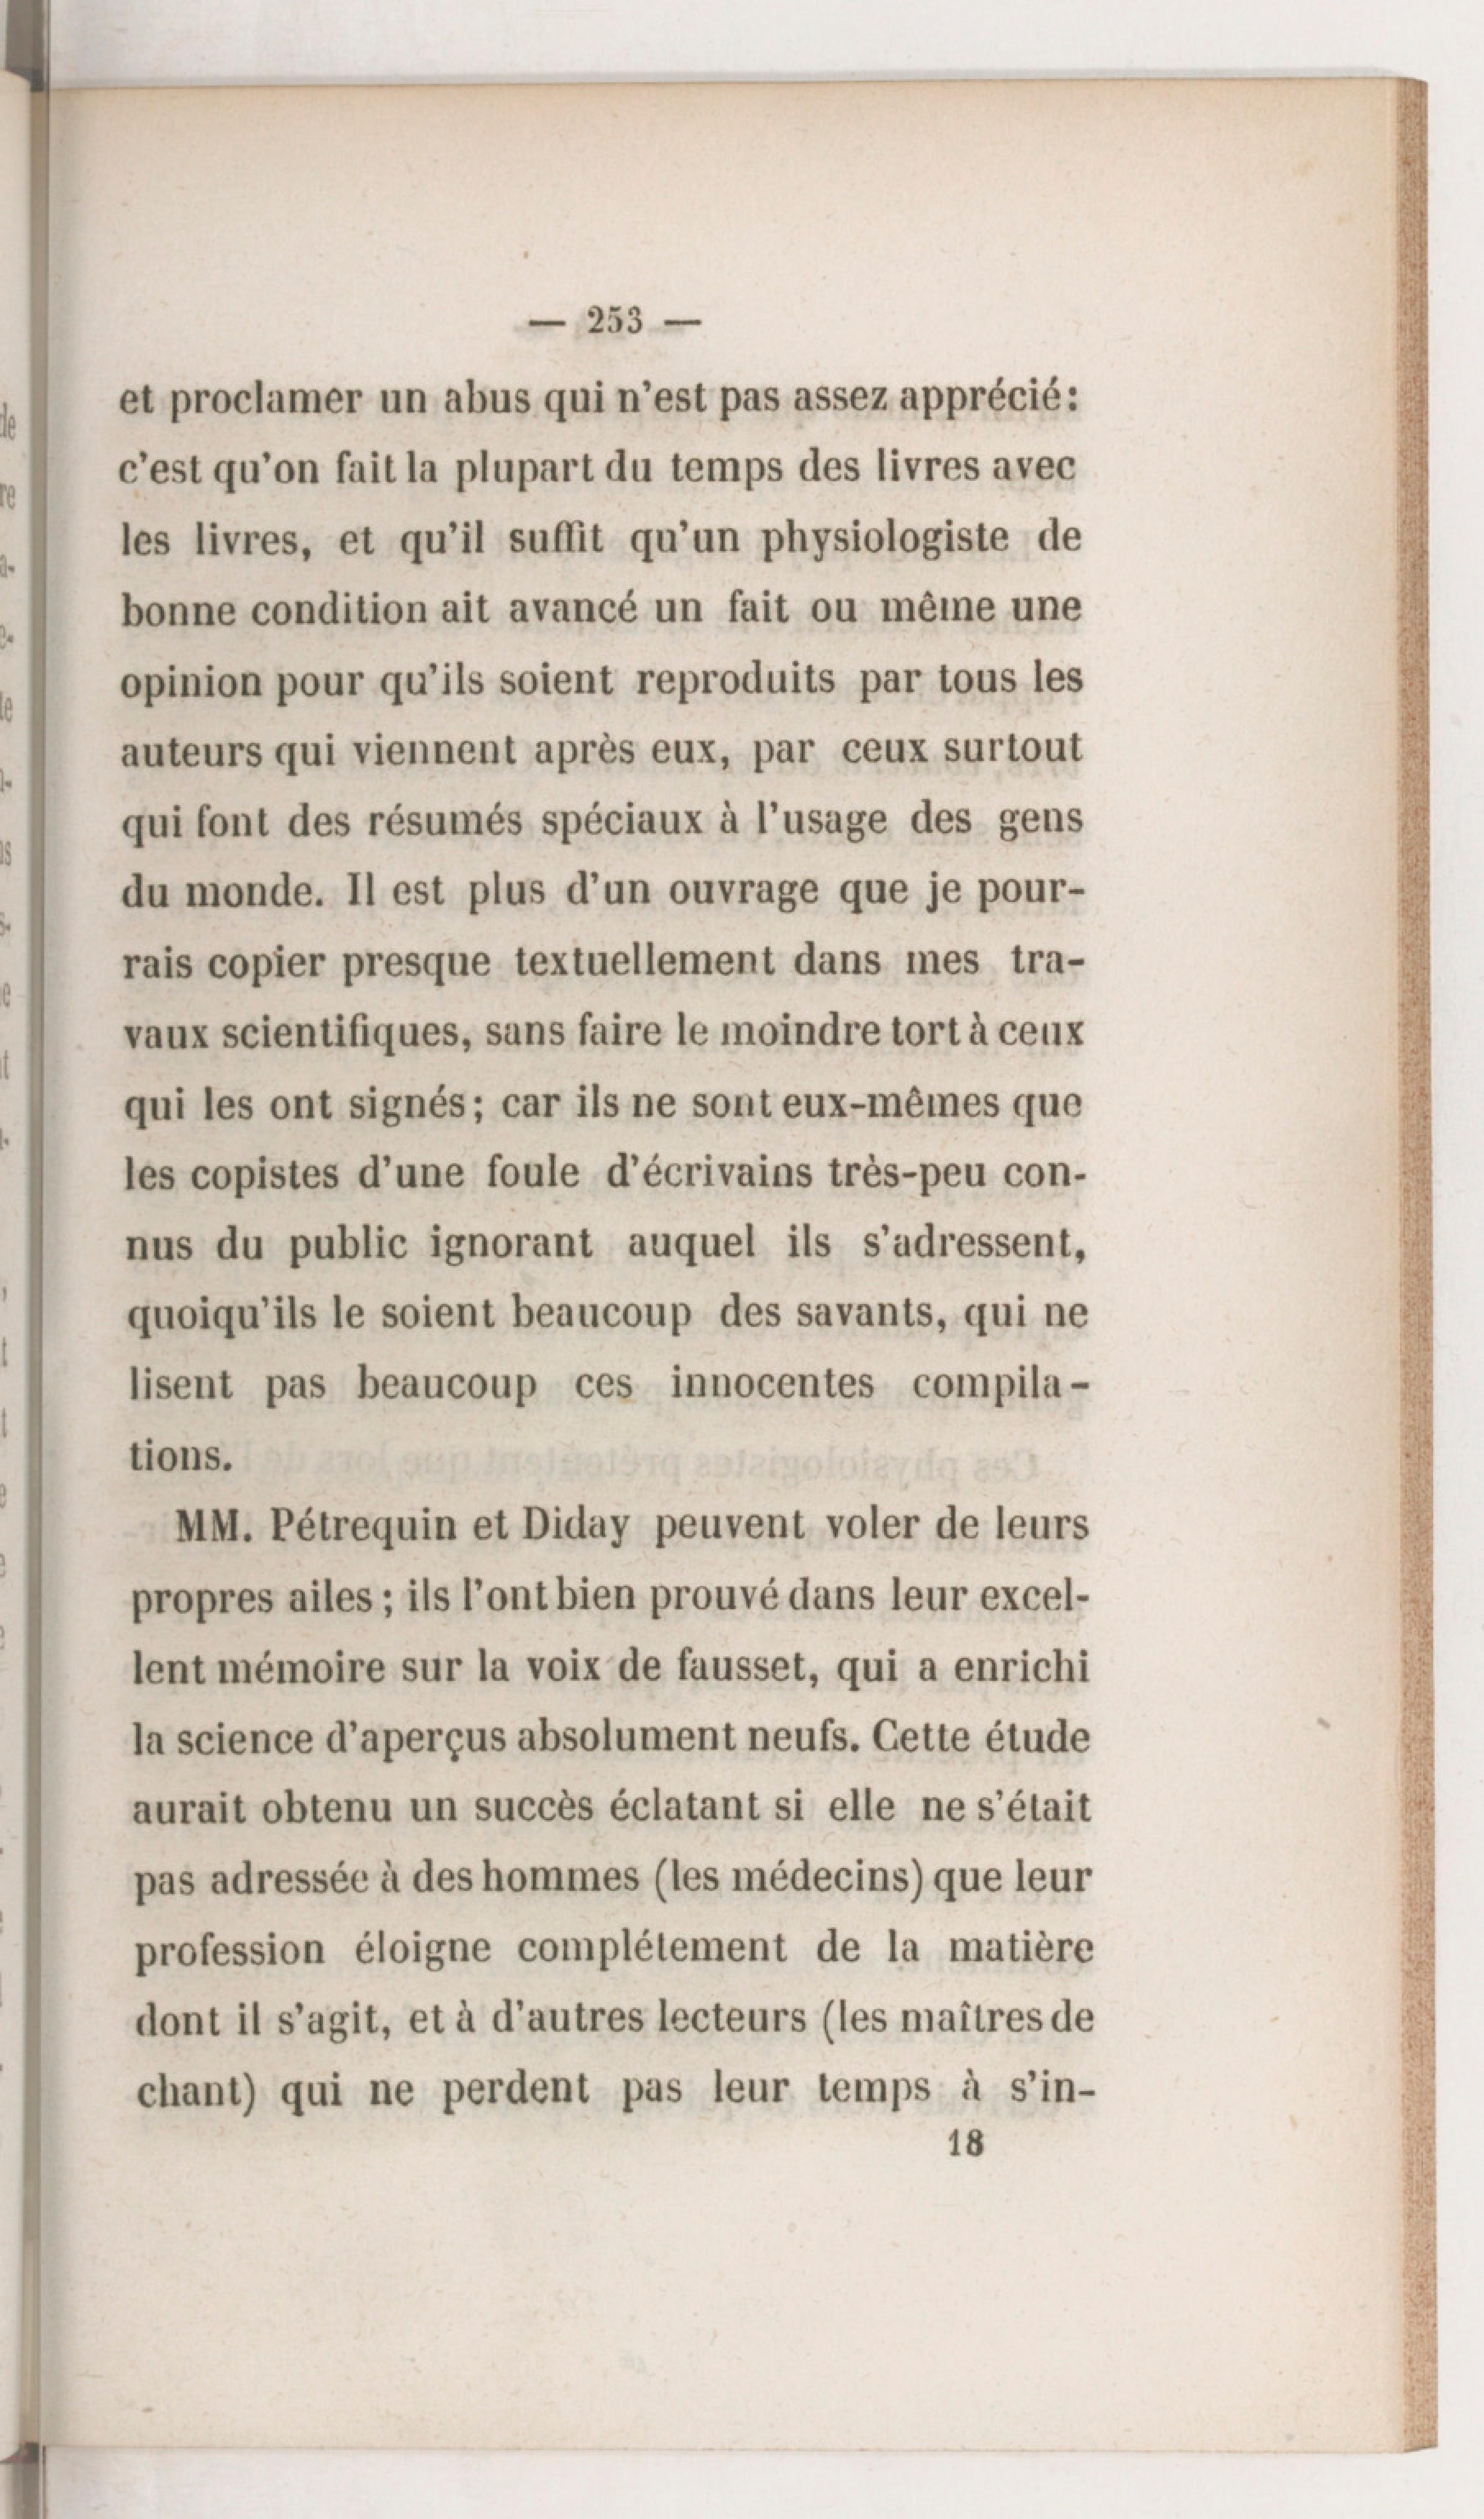 — 253 —
et proclamer un abus qui n'est pas assez apprécié:
c'est qu'on fait la plupart du temps des livres avec
les livres, et qu'il suffit qu'un physiologiste de
bonne condition ait avancé un fait ou même une
opinion pour qu'ils soient reproduits par tous les
auteurs qui viennent après eux, par ceux surtout
qui font des résumés spéciaux à l'usage des gens
du monde. Il est plus d'un ouvrage que je pour-
rais copier presque textuellement dans mes tra-
vaux scientifiques, sans faire le moindre tort à ceux
qui les ont signés; car ils ne sont eux-mêmes que
les copistes d'une foule d'écrivains très-peu con-
nus du public ignorant auquel ils s'adressent,
quoiqu'ils le soient beaucoup des savants, qui ne
lisent pas beaucoup ces innocentes compila-
tions.
MM. Pétrequin et Diday peuvent voler de leurs
propres ailes; ils l'ont bien prouvé dans leur excel-
lent mémoire sur la voix de fausset, qui a enrichi
la science d'aperçus absolument neufs. Cette étude
aurait obtenu un succès éclatant si elle ne s'était
pas adressée à des hommes (les médecins) que leur
profession éloigne complétement de la matière
dont il s'agit, et à d'autres lecteurs (les maîtres de
chant) qui ne perdent pas leur temps à s'in-
18